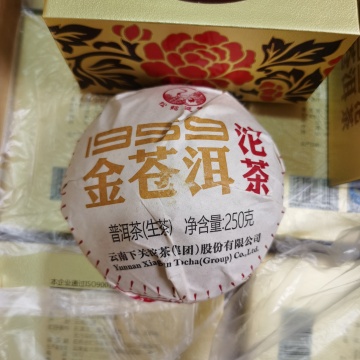 1959
金苍洱
沱茶
普洱茶(生茶) 净含量:250克
云南下关沱茶(集团)股份有限公司
Yunnan Xiaguan Tuocha(Group) Co.,Ltd.